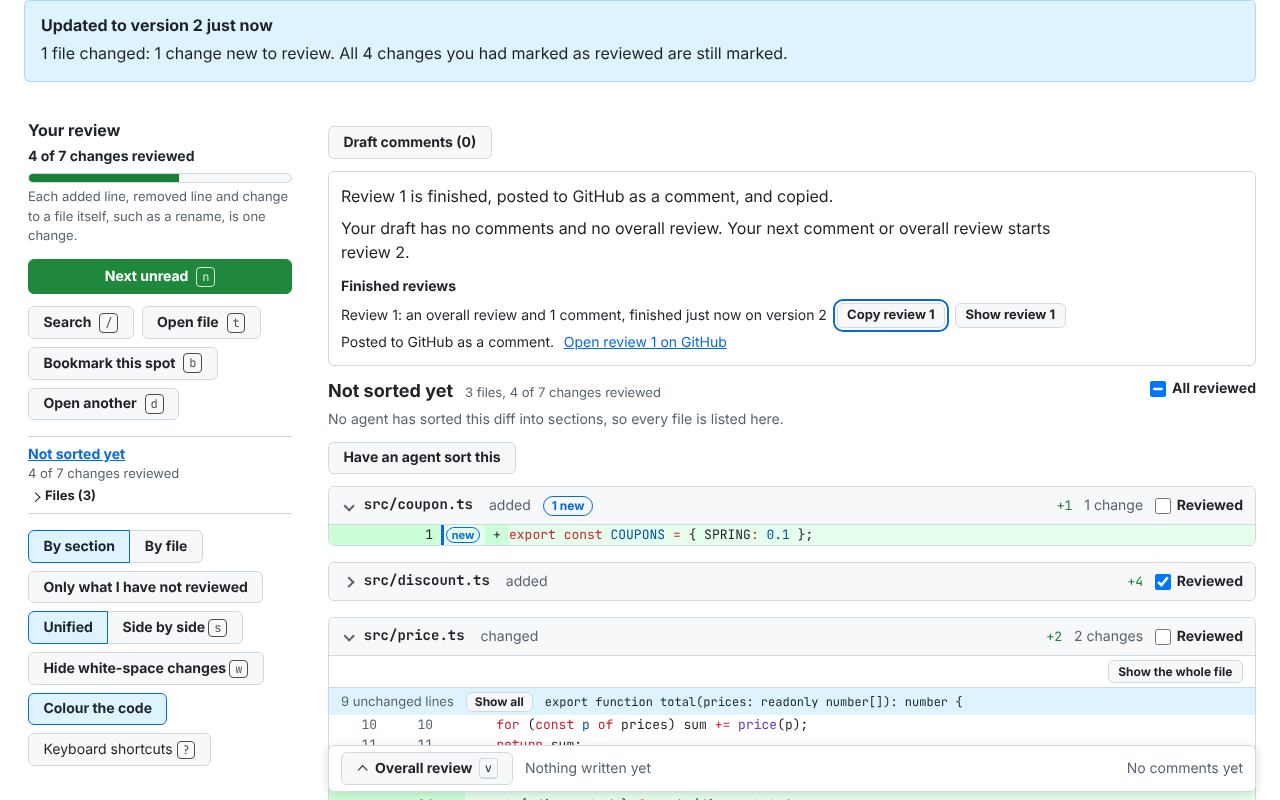 Updated to version 2 just now
1 file changed: 1 change new to review. All 4 changes you had marked as reviewed are still marked.
Your review
4 of 7 changes reviewed
Each added line, removed line and change
to a file itself, such as a rename, is one
change.
Next unread n
Search /
Open file t
Bookmark this spot b
Open another d
Not sorted yet
4 of 7 changes reviewed
Files (3)
By section
By file
Only what I have not reviewed
Unified
Side by side s
Hide white-space changes w
Colour the code
Keyboard shortcuts ?
Draft comments (0)
Review 1 is finished, posted to GitHub as a comment, and copied.
Your draft has no comments and no overall review. Your next comment or overall review starts
review 2.
Finished reviews
Review 1: an overall review and 1 comment, finished just now on version 2 Copy review 1 Show review 1
Posted to GitHub as a comment. Open review 1 on GitHub
Not sorted yet 3 files, 4 of 7 changes reviewed All reviewed
No agent has sorted this diff into sections, so every file is listed here.
Have an agent sort this
src/coupon.ts added 1 new +1 1 change Reviewed
1 new + export const COUPONS = { SPRING: 0.1 };
src/discount.ts added +4 Reviewed
src/price.ts changed +2 2 changes Reviewed
Show the whole file
9 unchanged lines Show all export function total(prices: readonly number[]): number {
10 10 for (const p of prices) sum += price(p);
11 11 return sum;
Overall review v Nothing written yet No comments yet